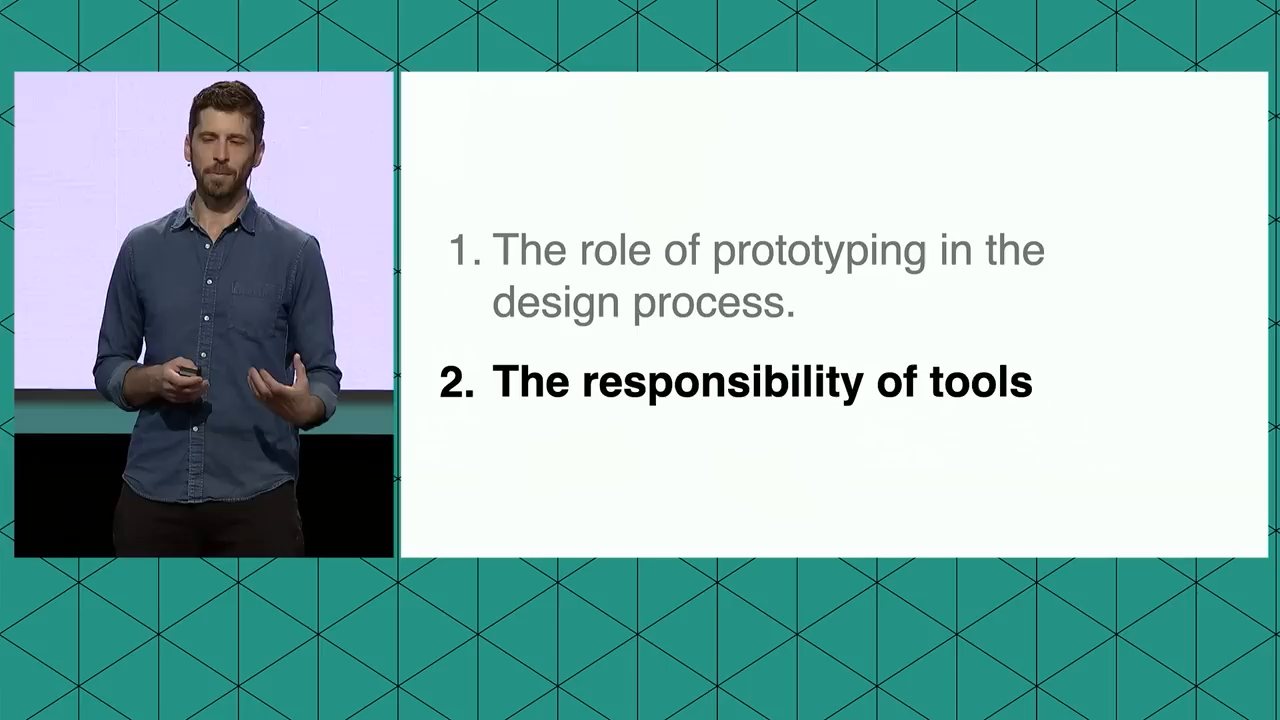 1. The role of prototyping in the
design process.
2. The responsibility of tools